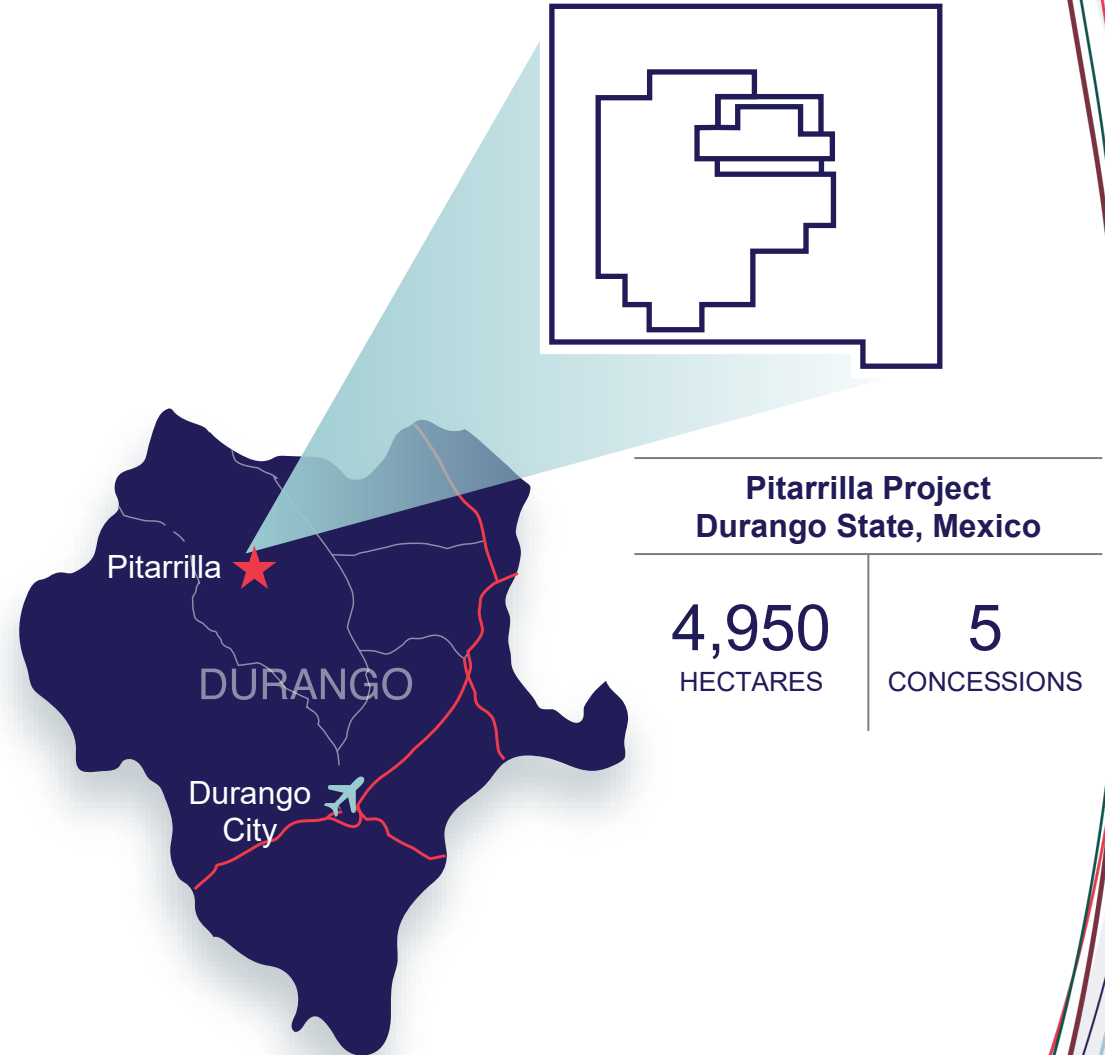 Pitarrilla
DURANGO
Durango
City
Pitarrilla Project
Durango State, Mexico
4,950
HECTARES
5
CONCESSIONS